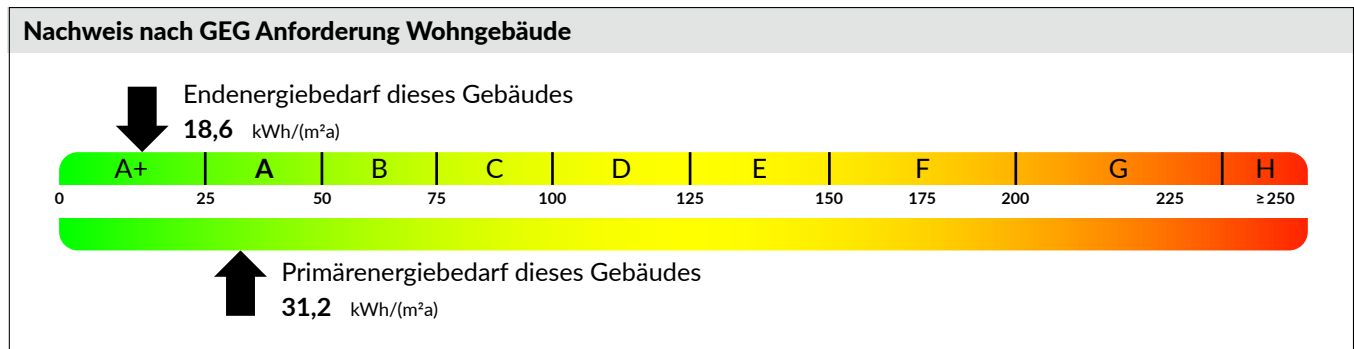 Nachweis nach GEG Anforderung Wohngebäude
Endenergiebedarf dieses Gebäudes
18,6 kWh/(m²a)
A+ A B C D E F G H
0 25 50 75 100 125 150 175 200 225 ≥ 250
Primärenergiebedarf dieses Gebäudes
31,2 kWh/(m²a)